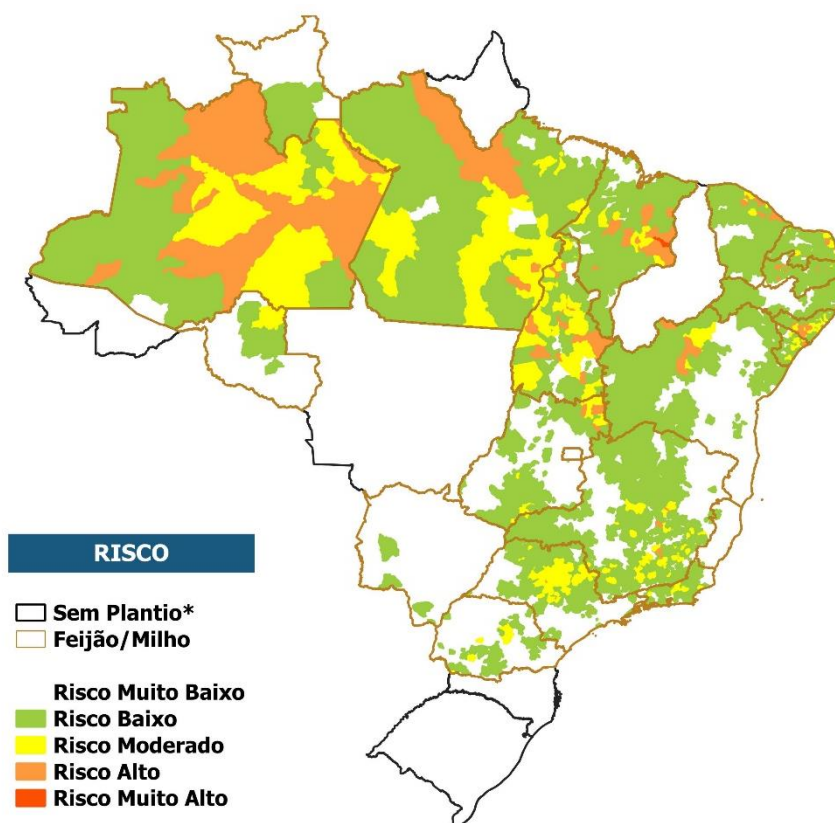 RISCO
Sem Plantio*
Feijão/Milho
Risco Muito Baixo
Risco Baixo
Risco Moderado
Risco Alto
Risco Muito Alto